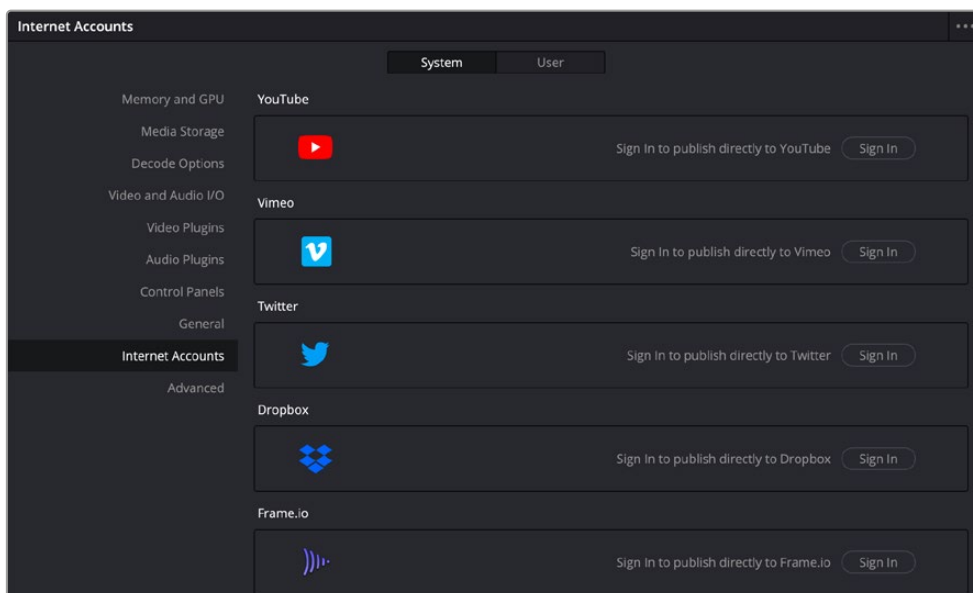 Internet Accounts
System User
Memory and GPU
Media Storage
Decode Options
Video and Audio I/O
Video Plugins
Audio Plugins
Control Panels
General
Internet Accounts
Advanced
YouTube
Sign In to publish directly to YouTube Sign In
Vimeo
Sign In to publish directly to Vimeo Sign In
Twitter
Sign In to publish directly to Twitter Sign In
Dropbox
Sign In to publish directly to Dropbox Sign In
Frame.io
Sign In to publish directly to Frame.io Sign In